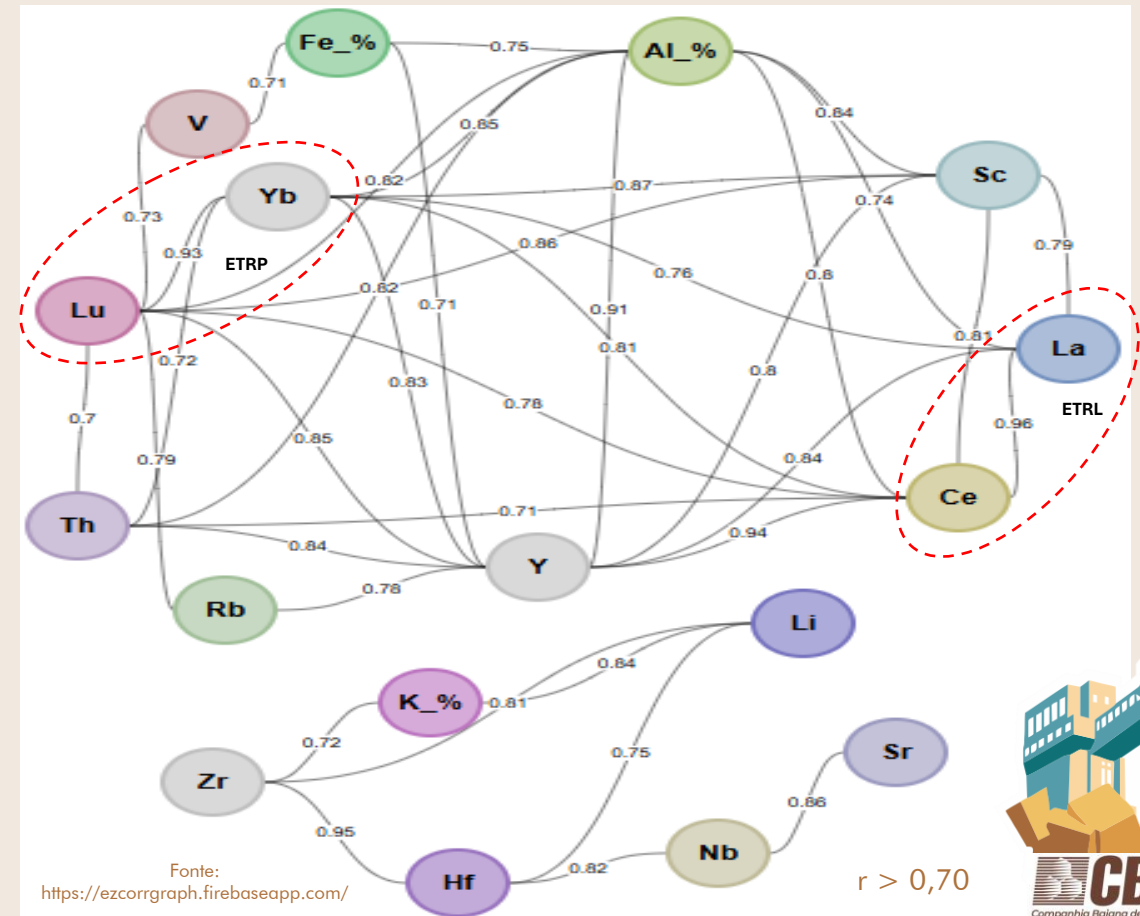 Fe_%
0.75
Al_%
0.71
V
0.85
0.84
Yb
0.82
0.87
Sc
0.74
0.73
0.93
ETRP
0.86
0.79
0.76
0.8
Lu
0.82
0.71
0.91
0.81
0.81
La
0.72
0.83
0.8
ETRL
0.7
0.78
0.96
0.85
0.79
0.84
Th
0.71
Ce
0.84
0.94
Y
Rb
0.78
Li
0.84
K_%
0.81
0.72
0.75
Sr
Zr
0.86
0.95
Nb
0.82
Hf
Fonte:
https://ezcorrgraph.firebaseapp.com/
r > 0,70
CB
Companhia Baiana de